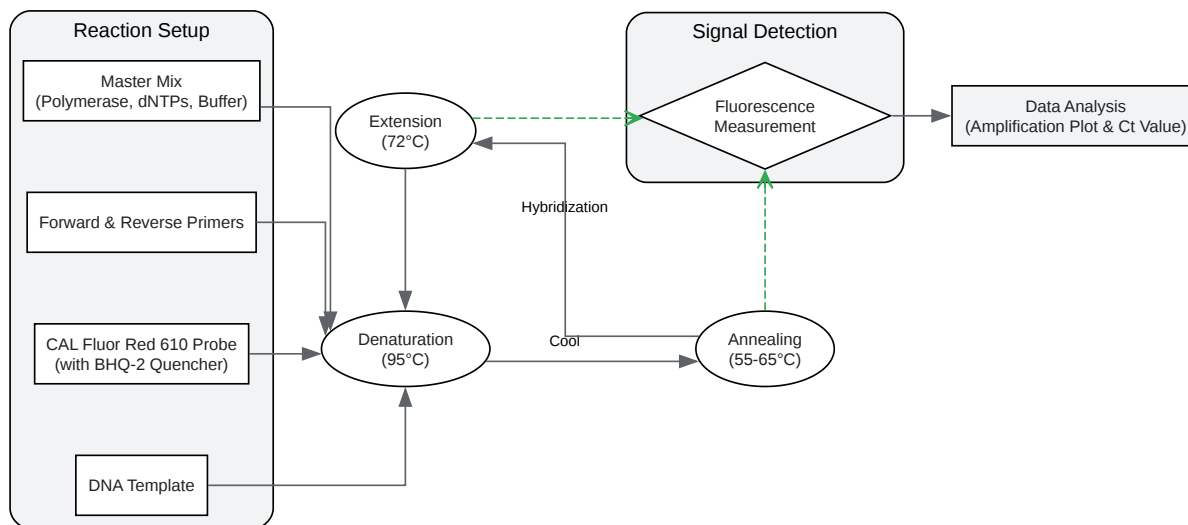 Reaction Setup
Master Mix
(Polymerase, dNTPs, Buffer)
Forward & Reverse Primers
CAL Fluor Red 610 Probe
(with BHQ-2 Quencher)
DNA Template
Extension
(72°C)
Denaturation
(95°C)
Hybridization
Cool
Annealing
(55-65°C)
Signal Detection
Fluorescence
Measurement
Data Analysis
(Amplification Plot & Ct Value)